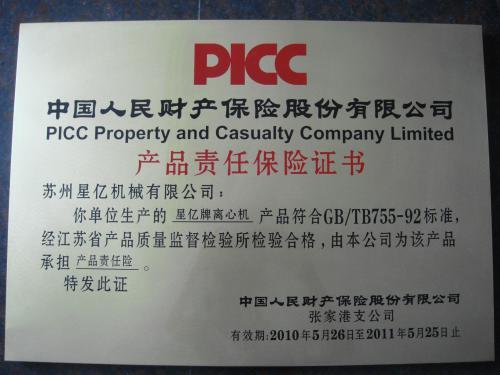 PICC
中国人民财产保险股份有限公司
PICC Property and Casualty Company Limited
产品责任保险证书
苏州星亿机械有限公司：
你单位生产的 星亿牌离心机 产品符合GB/TB755-92标准，
经江苏省产品质量监督检验所检验合格，由本公司为该产品
承担 产品责任险 。
特发此证
中国人民财产保险股份有限公司
张家港支公司
有效期：2010年5月26日至2011年5月25日止